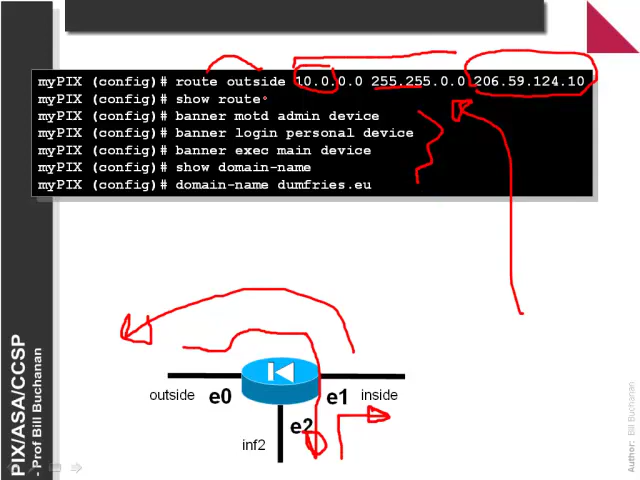 myPIX (config)# route outside 10.0.0.0 255.255.0.0 206.59.124.10
myPIX (config)# show route
myPIX (config)# banner motd admin device
myPIX (config)# banner login personal device
myPIX (config)# banner exec main device
myPIX (config)# show domain-name
myPIX (config)# domain-name dumfries.eu
outside e0 e1 inside
e2
inf2
PIX/ASA/CCSP
- Prof Bill Buchanan
Author: Bill Buchanan